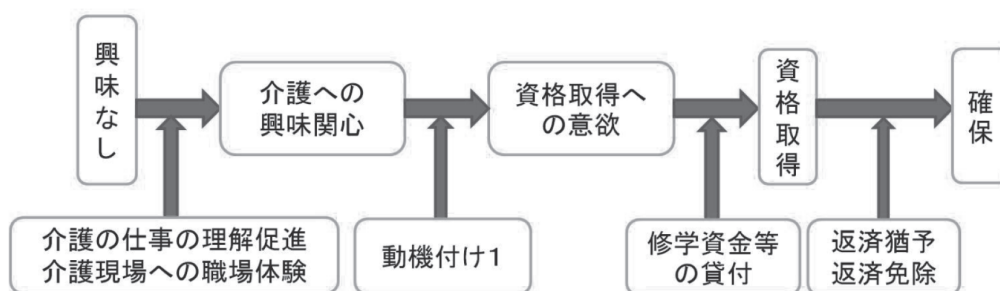 興味なし
介護への
興味関心
資格取得へ
の意欲
資格取得
確保
介護の仕事の理解促進
介護現場への職場体験
動機付け1
修学資金等
の貸付
返済猶予
返済免除